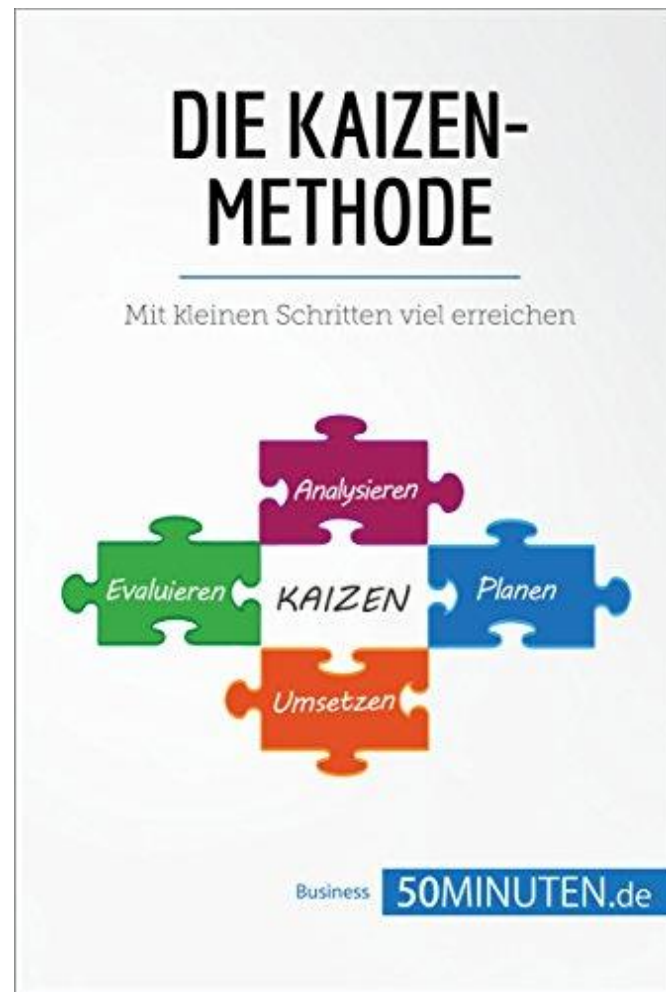 DIE KAIZEN-
METHODE
Mit kleinen Schritten viel erreichen
Analysieren
Evaluieren
KAIZEN
Planen
Umsetzen
Business 50MINUTEN.de